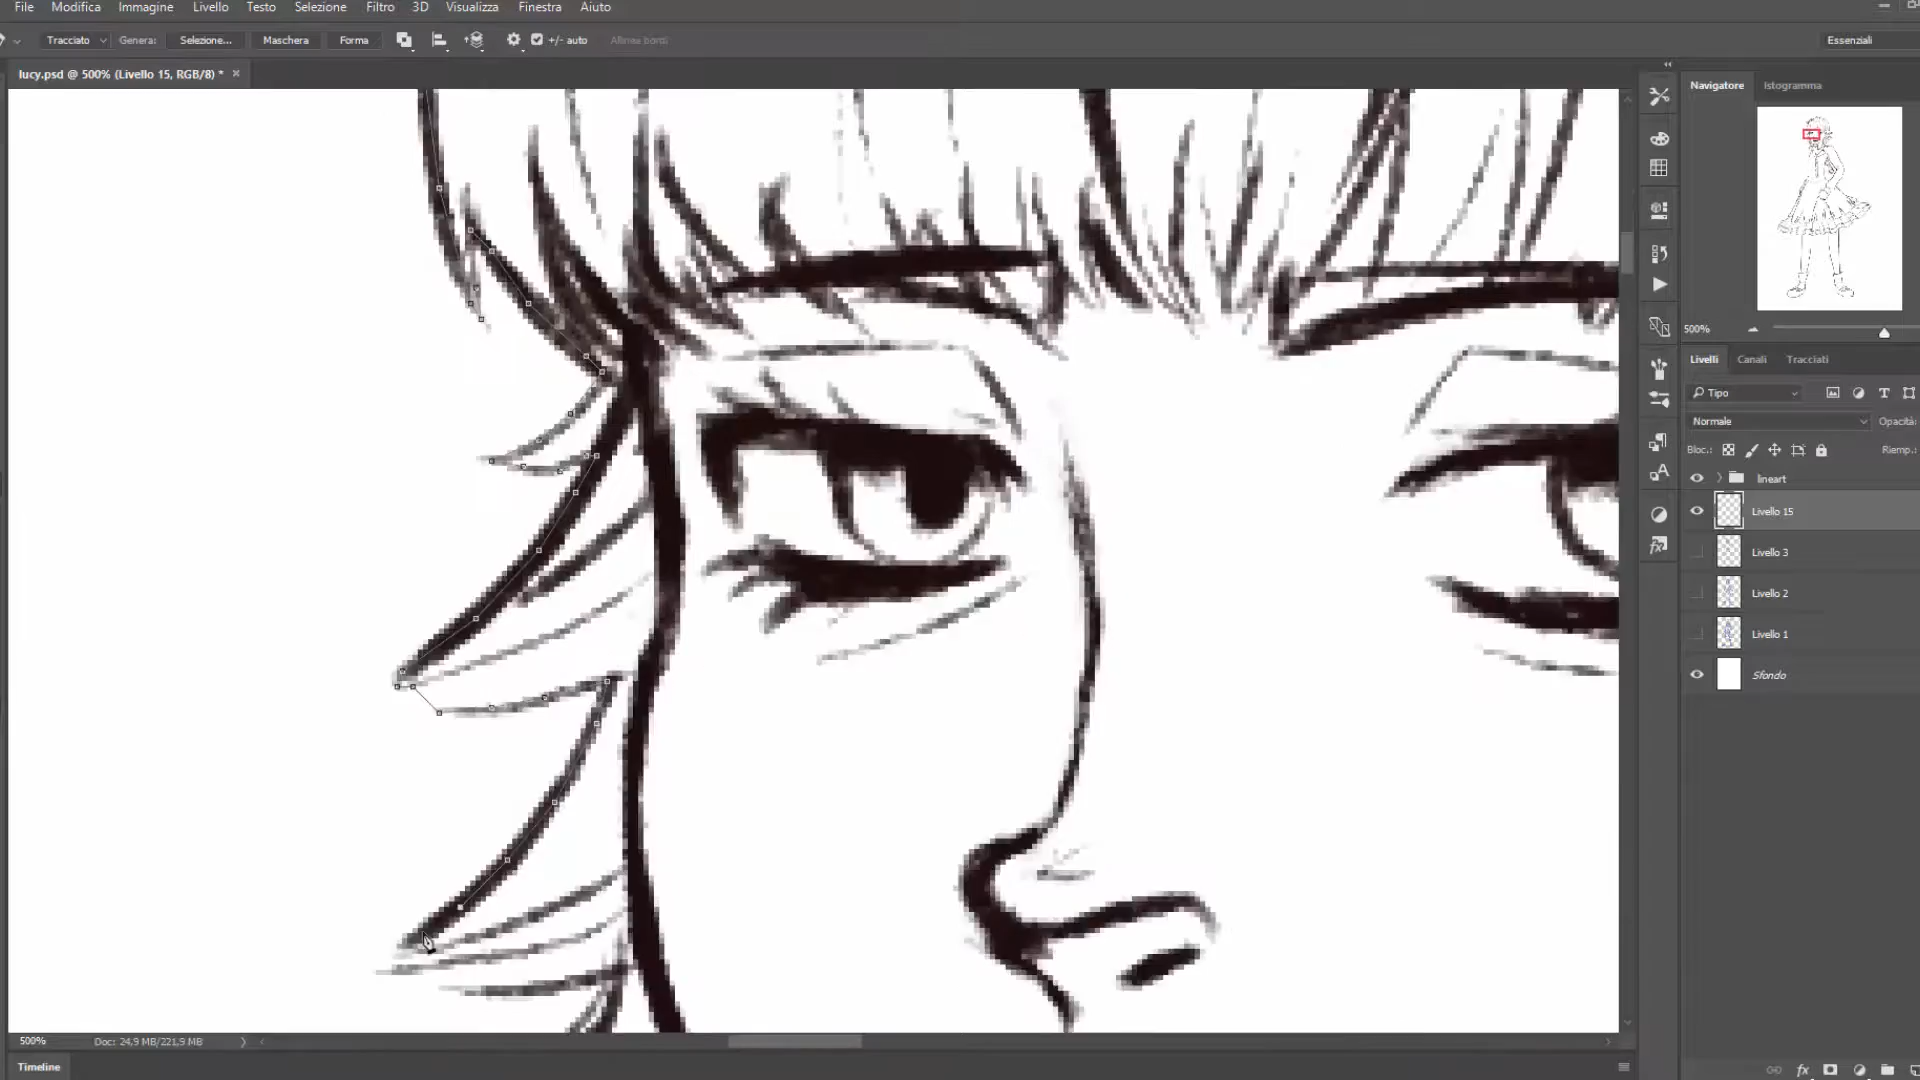 File Modifica Immagine Livello Testo Selezione Filtro 3D Visualizza Finestra Aiuto
Tracciato Genera: Selezione... Maschera Forma +/- auto Allinea bordi Essenziali
lucy.psd @ 500% (Livello 15, RGB/8) *
Navigatore Istogramma
500%
Livelli Canali Tracciati
Tipo
Normale Opacità:
Bloc.: Riemp.:
lineart
Livello 15
Livello 3
Livello 2
Livello 1
Sfondo
500% Doc: 24,9 MB/221,9 MB
Timeline